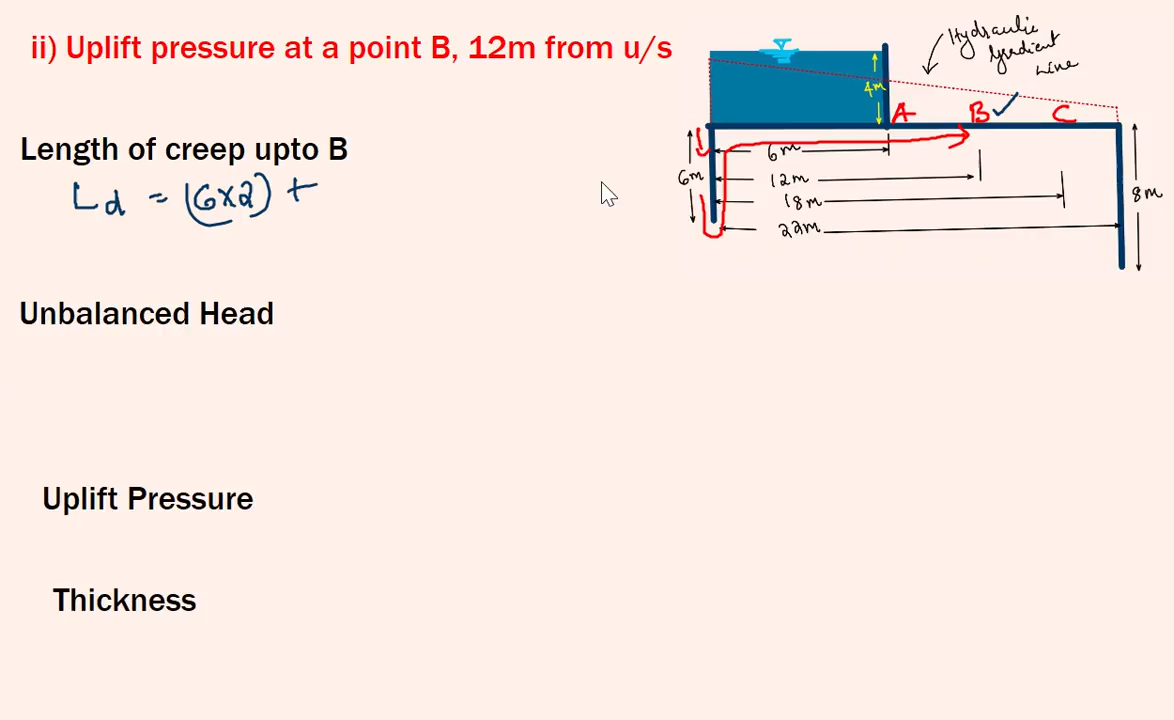 ii) Uplift pressure at a point B, 12m from u/s
Hydraulic
Gradient
Line
4m
A
B
C
Length of creep upto B
Ld = (6x2) +
6m
6m
12m
18m
22m
8m
Unbalanced Head
Uplift Pressure
Thickness